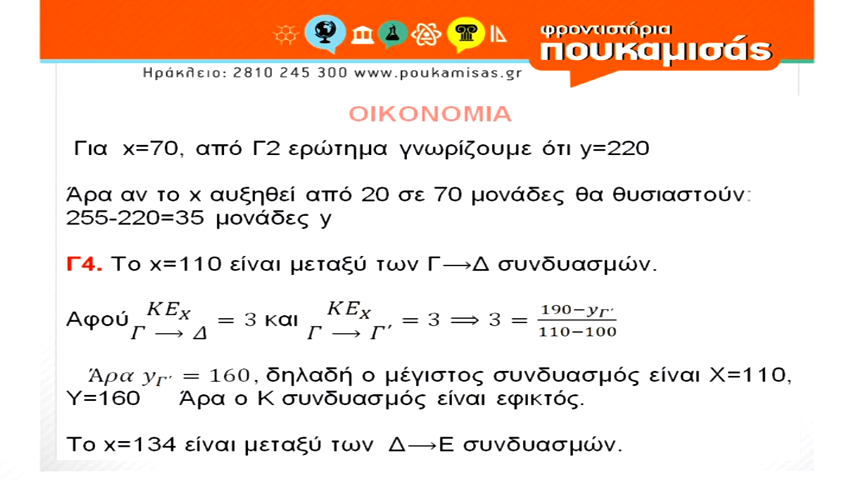 φροντιστήρια
πουκαμισάς
Ηράκλειο: 2810 245 300 www.poukamisas.gr
ΟΙΚΟΝΟΜΙΑ
Για x=70, από Γ2 ερώτημα γνωρίζουμε ότι y=220
Άρα αν το x αυξηθεί από 20 σε 70 μονάδες θα θυσιαστούν:
255-220=35 μονάδες y
Γ4. Το x=110 είναι μεταξύ των Γ⟶Δ συνδυασμών.
Αφού ΚΕ_X Γ ⟶ Δ = 3 και ΚΕ_X Γ ⟶ Γ′ = 3 ⟹ 3 = (190−y_Γ′)/(110−100)
Άρα y_Γ′ = 160, δηλαδή ο μέγιστος συνδυασμός είναι Χ=110,
Υ=160 Άρα ο Κ συνδυασμός είναι εφικτός.
Το x=134 είναι μεταξύ των Δ⟶Ε συνδυασμών.